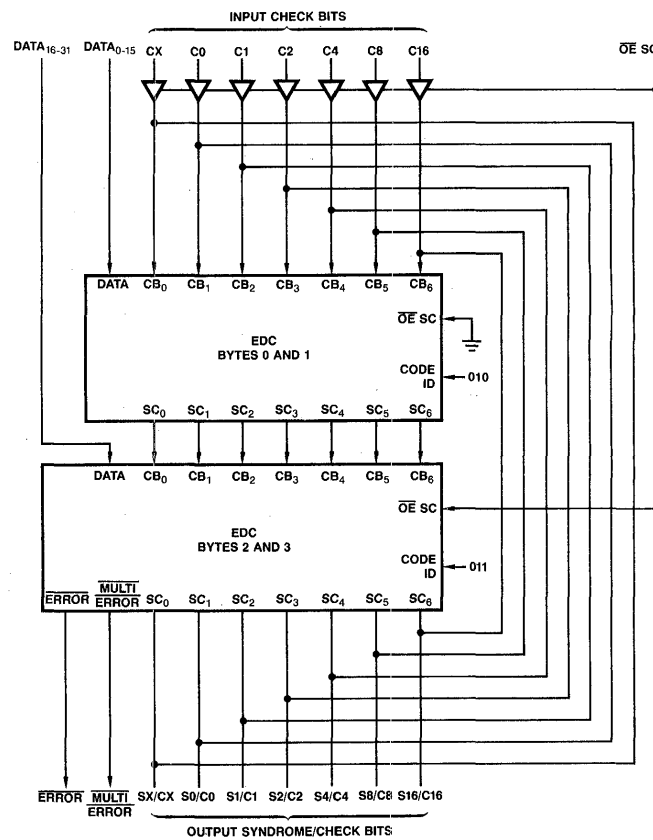 INPUT CHECK BITS
DATA16-31 DATA0-15 CX C0 C1 C2 C4 C8 C16 OE SC
DATA CB0 CB1 CB2 CB3 CB4 CB5 CB6
OE SC
EDC
BYTES 0 AND 1
CODE
ID
010
SC0 SC1 SC2 SC3 SC4 SC5 SC6
DATA CB0 CB1 CB2 CB3 CB4 CB5 CB6
OE SC
EDC
BYTES 2 AND 3
CODE
ID
011
ERROR MULTI
ERROR SC0 SC1 SC2 SC3 SC4 SC5 SC6
ERROR MULTI
ERROR SX/CX S0/C0 S1/C1 S2/C2 S4/C4 S8/C8 S16/C16
OUTPUT SYNDROME/CHECK BITS